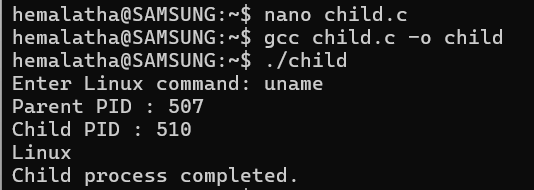 hemalatha@SAMSUNG:~$ nano child.c
hemalatha@SAMSUNG:~$ gcc child.c -o child
hemalatha@SAMSUNG:~$ ./child
Enter Linux command: uname
Parent PID : 507
Child PID : 510
Linux
Child process completed.